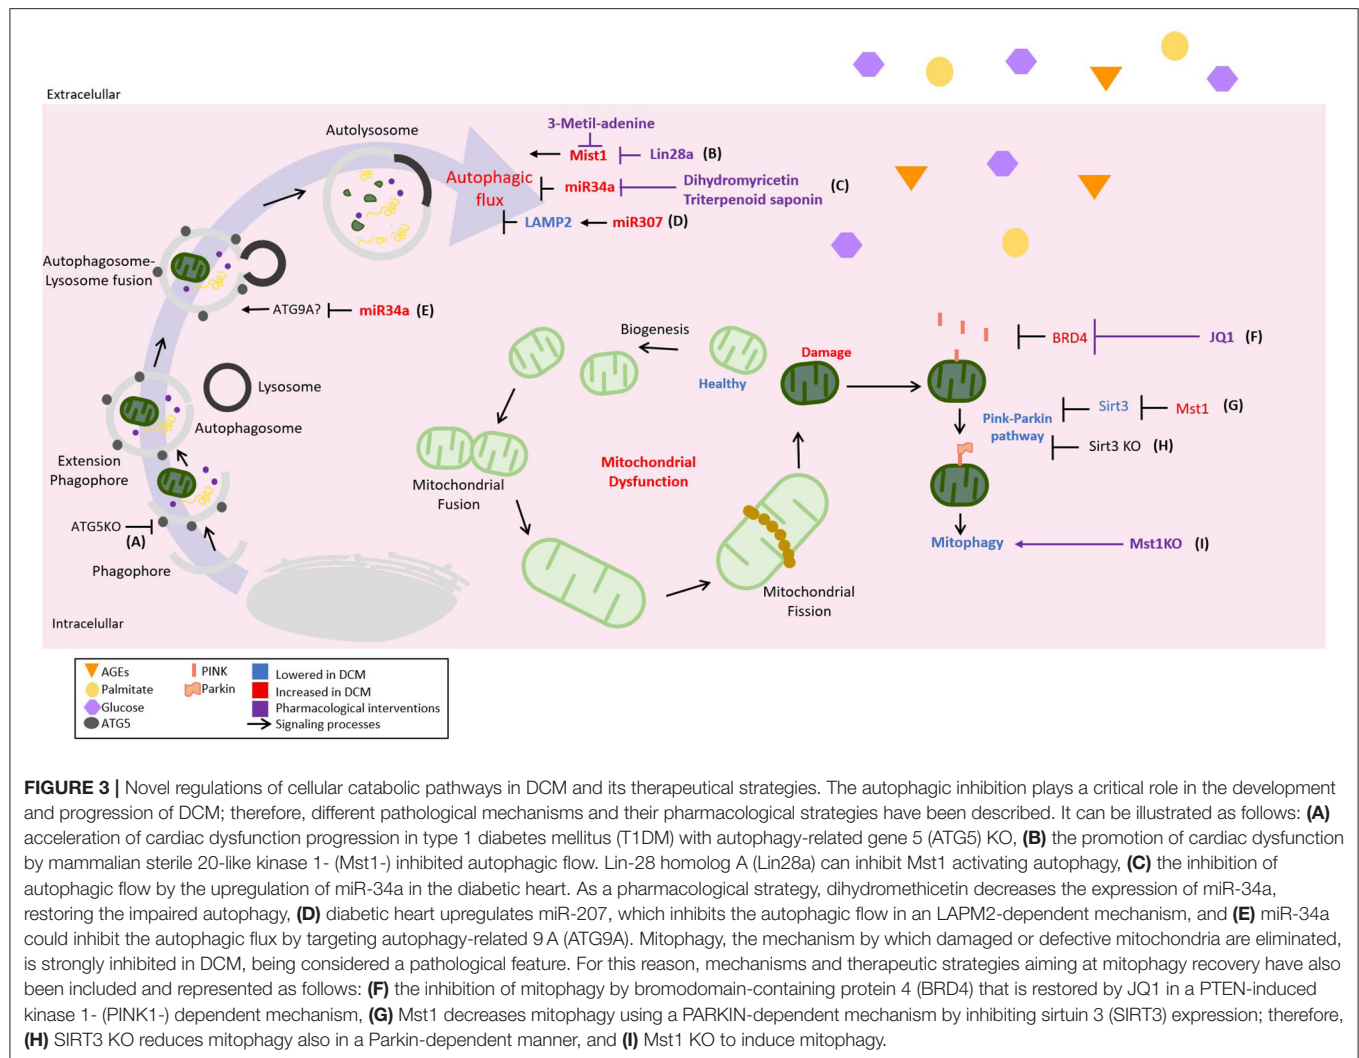 Extracelullar
3-Metil-adenine
Autolysosome
Mist1
Lin28a
(B)
Autophagic
flux
miR34a
Dihydromyricetin
Triterpenoid saponin
(C)
LAMP2
miR307
(D)
Autophagosome-
Lysosome fusion
ATG9A?
miR34a
(E)
Biogenesis
Healthy
Damage
BRD4
JQ1
(F)
Lysosome
Autophagosome
Pink-Parkin
pathway
Sirt3
Mst1
(G)
Sirt3 KO
(H)
Extension
Phagophore
Mitochondrial
Fusion
Mitochondrial
Dysfunction
ATG5KO
(A)
Phagophore
Mitophagy
Mst1KO
(I)
Mitochondrial
Fission
Intracelullar
AGEs
Palmitate
Glucose
ATG5
PINK
Parkin
Lowered in DCM
Increased in DCM
Pharmacological interventions
Signaling processes
FIGURE 3 | Novel regulations of cellular catabolic pathways in DCM and its therapeutical strategies. The autophagic inhibition plays a critical role in the development
and progression of DCM; therefore, different pathological mechanisms and their pharmacological strategies have been described. It can be illustrated as follows: (A)
acceleration of cardiac dysfunction progression in type 1 diabetes mellitus (T1DM) with autophagy-related gene 5 (ATG5) KO, (B) the promotion of cardiac dysfunction
by mammalian sterile 20-like kinase 1- (Mst1-) inhibited autophagic flow. Lin-28 homolog A (Lin28a) can inhibit Mst1 activating autophagy, (C) the inhibition of
autophagic flow by the upregulation of miR-34a in the diabetic heart. As a pharmacological strategy, dihydromethicetin decreases the expression of miR-34a,
restoring the impaired autophagy, (D) diabetic heart upregulates miR-207, which inhibits the autophagic flow in an LAPM2-dependent mechanism, and (E) miR-34a
could inhibit the autophagic flux by targeting autophagy-related 9 A (ATG9A). Mitophagy, the mechanism by which damaged or defective mitochondria are eliminated,
is strongly inhibited in DCM, being considered a pathological feature. For this reason, mechanisms and therapeutic strategies aiming at mitophagy recovery have also
been included and represented as follows: (F) the inhibition of mitophagy by bromodomain-containing protein 4 (BRD4) that is restored by JQ1 in a PTEN-induced
kinase 1- (PINK1-) dependent mechanism, (G) Mst1 decreases mitophagy using a PARKIN-dependent mechanism by inhibiting sirtuin 3 (SIRT3) expression; therefore,
(H) SIRT3 KO reduces mitophagy also in a Parkin-dependent manner, and (I) Mst1 KO to induce mitophagy.